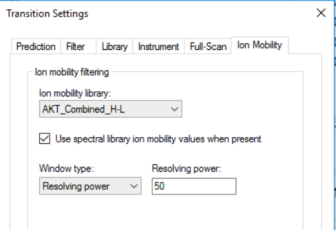 Transition Settings
Prediction Filter Library Instrument Full-Scan Ion Mobility
Ion mobility filtering
Ion mobility library:
AKT_Combined_H-L
Use spectral library ion mobility values when present
Window type: Resolving power:
Resolving power 50